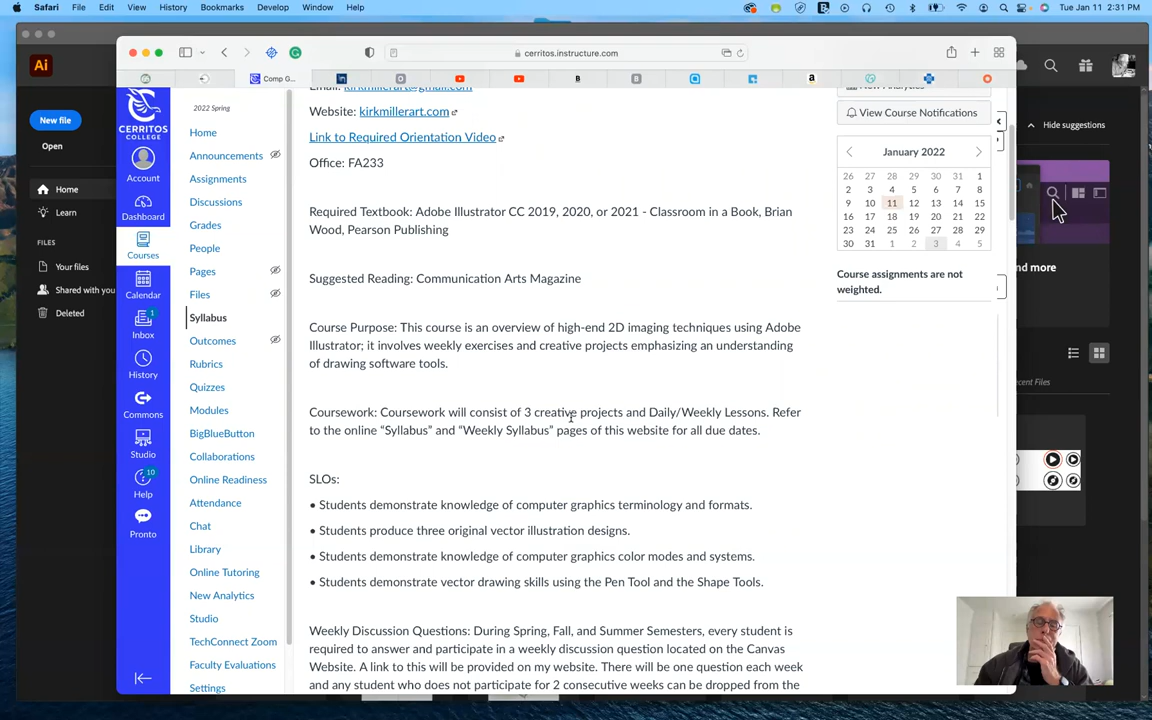 Safari File Edit View History Bookmarks Develop Window Help
Tue Jan 11 2:31 PM
Ai
New file
Open
Home
Learn
FILES
Your files
Shared with you
Deleted
cerritos.instructure.com
Comp G...
CERRITOS
COLLEGE
Account
Dashboard
Courses
Calendar
1
Inbox
History
Commons
Studio
10
Help
Pronto
2022 Spring
Home
Announcements
Assignments
Discussions
Grades
People
Pages
Files
Syllabus
Outcomes
Rubrics
Quizzes
Modules
BigBlueButton
Collaborations
Online Readiness
Attendance
Chat
Library
Online Tutoring
New Analytics
Studio
TechConnect Zoom
Faculty Evaluations
Settings
Website: kirkmillerart.com
Link to Required Orientation Video
Office: FA233
Required Textbook: Adobe Illustrator CC 2019, 2020, or 2021 - Classroom in a Book, Brian
Wood, Pearson Publishing
Suggested Reading: Communication Arts Magazine
Course Purpose: This course is an overview of high-end 2D imaging techniques using Adobe
Illustrator; it involves weekly exercises and creative projects emphasizing an understanding
of drawing software tools.
Coursework: Coursework will consist of 3 creative projects and Daily/Weekly Lessons. Refer
to the online “Syllabus” and “Weekly Syllabus” pages of this website for all due dates.
SLOs:
• Students demonstrate knowledge of computer graphics terminology and formats.
• Students produce three original vector illustration designs.
• Students demonstrate knowledge of computer graphics color modes and systems.
• Students demonstrate vector drawing skills using the Pen Tool and the Shape Tools.
Weekly Discussion Questions: During Spring, Fall, and Summer Semesters, every student is
required to answer and participate in a weekly discussion question located on the Canvas
Website. A link to this will be provided on my website. There will be one question each week
and any student who does not participate for 2 consecutive weeks can be dropped from the
View Course Notifications
January 2022
26 27 28 29 30 31 1
2 3 4 5 6 7 8
9 10 11 12 13 14 15
16 17 18 19 20 21 22
23 24 25 26 27 28 29
30 31 1 2 3 4 5
Course assignments are not
weighted.
Hide suggestions
nd more
ecent Files